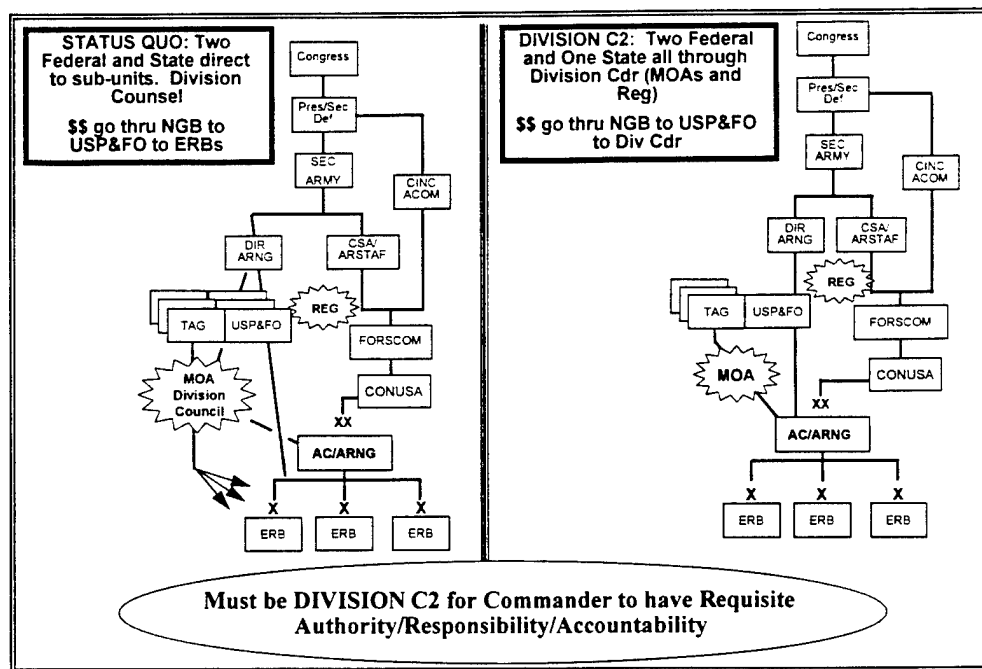 STATUS QUO: Two
Federal and State direct
to sub-units. Division
Counsel
$$ go thru NGB to
USP&FO to ERBs
Congress
Pres/Sec
Def
SEC
ARMY
CINC
ACOM
DIR
ARNG
CSA/
ARSTAF
REG
TAG
USP&FO
FORSCOM
MOA
Division
Council
CONUSA
XX
AC/ARNG
X
X
X
ERB
ERB
ERB
DIVISION C2: Two Federal
and One State all through
Division Cdr (MOAs and
Reg)
$$ go thru NGB to USP&FO
to Div Cdr
Congress
Pres/Sec
Def
SEC
ARMY
CINC
ACOM
DIR
ARNG
CSA/
ARSTAF
REG
TAG
USP&FO
FORSCOM
MOA
CONUSA
XX
AC/ARNG
X
X
X
ERB
ERB
ERB
Must be DIVISION C2 for Commander to have Requisite
Authority/Responsibility/Accountability